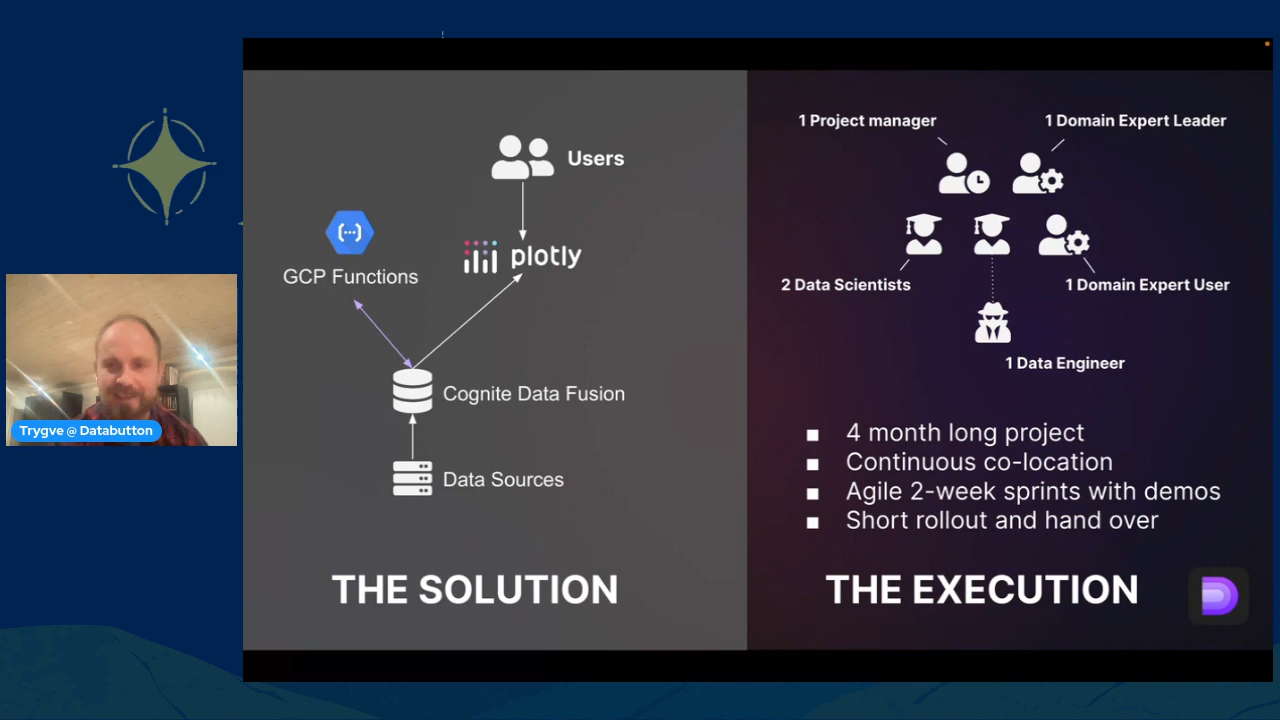 Users
plotly
GCP Functions
Cognite Data Fusion
Data Sources
THE SOLUTION
1 Project manager
1 Domain Expert Leader
2 Data Scientists
1 Domain Expert User
1 Data Engineer
■ 4 month long project
■ Continuous co-location
■ Agile 2-week sprints with demos
■ Short rollout and hand over
THE EXECUTION
Trygve @ Databutton